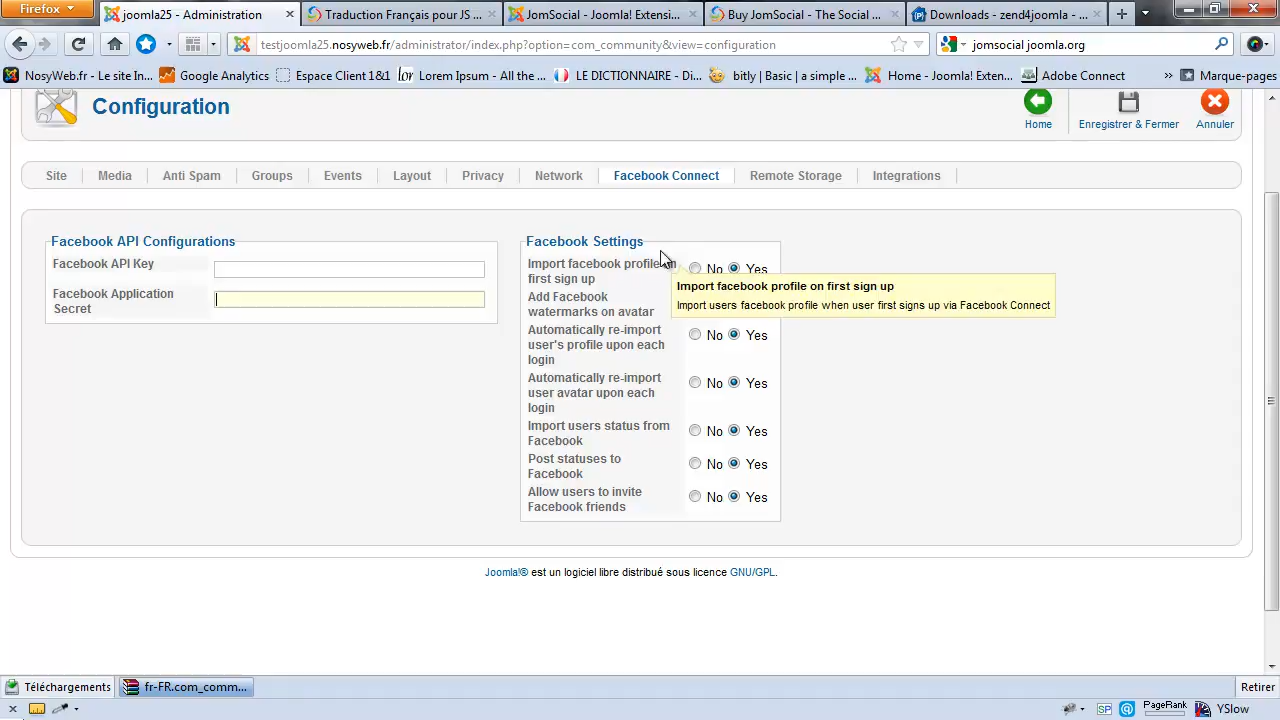 Firefox
joomla25 - Administration
Traduction Français pour JS ...
JomSocial - Joomla! Extensi...
Buy JomSocial - The Social ...
Downloads - zend4joomla - ...
testjoomla25.nosyweb.fr/administrator/index.php?option=com_community&view=configuration
jomsocial joomla.org
NosyWeb.fr - Le site In...
Google Analytics
Espace Client 1&1
Lorem Ipsum - All the ...
LE DICTIONNAIRE - Di...
bitly | Basic | a simple ...
Home - Joomla! Exten...
Adobe Connect
»
Marque-pages
Configuration
Home
Enregistrer & Fermer
Annuler
Site
Media
Anti Spam
Groups
Events
Layout
Privacy
Network
Facebook Connect
Remote Storage
Integrations
Facebook API Configurations
Facebook API Key
Facebook Application
Secret
Facebook Settings
Import facebook profile
first sign up
No Yes
Import facebook profile on first sign up
Import users facebook profile when user first signs up via Facebook Connect
Add Facebook
watermarks on avatar
Automatically re-import
user's profile upon each
login
No Yes
Automatically re-import
user avatar upon each
login
No Yes
Import users status from
Facebook
No Yes
Post statuses to
Facebook
No Yes
Allow users to invite
Facebook friends
No Yes
Joomla!® est un logiciel libre distribué sous licence GNU/GPL.
Téléchargements
fr-FR.com_comm...
Retirer
SP
PageRank
YSlow